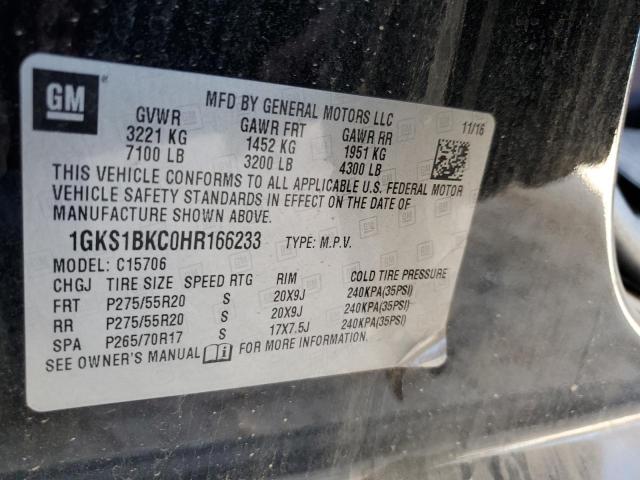 GM
MFD BY GENERAL MOTORS LLC
GVWR GAWR FRT GAWR RR 11/16
3221 KG 1452 KG 1951 KG
7100 LB 3200 LB 4300 LB
THIS VEHICLE CONFORMS TO ALL APPLICABLE U.S. FEDERAL MOTOR
VEHICLE SAFETY STANDARDS IN EFFECT ON THE DATE OF
MANUFACTURE SHOWN ABOVE.
1GKS1BKC0HR166233 TYPE: M.P.V.
MODEL: C15706
CHGJ TIRE SIZE SPEED RTG RIM COLD TIRE PRESSURE
FRT P275/55R20 S 20X9J 240KPA(35PSI)
RR P275/55R20 S 20X9J 240KPA(35PSI)
SPA P265/70R17 S 17X7.5J 240KPA(35PSI)
SEE OWNER'S MANUAL i FOR MORE INFORMATION.